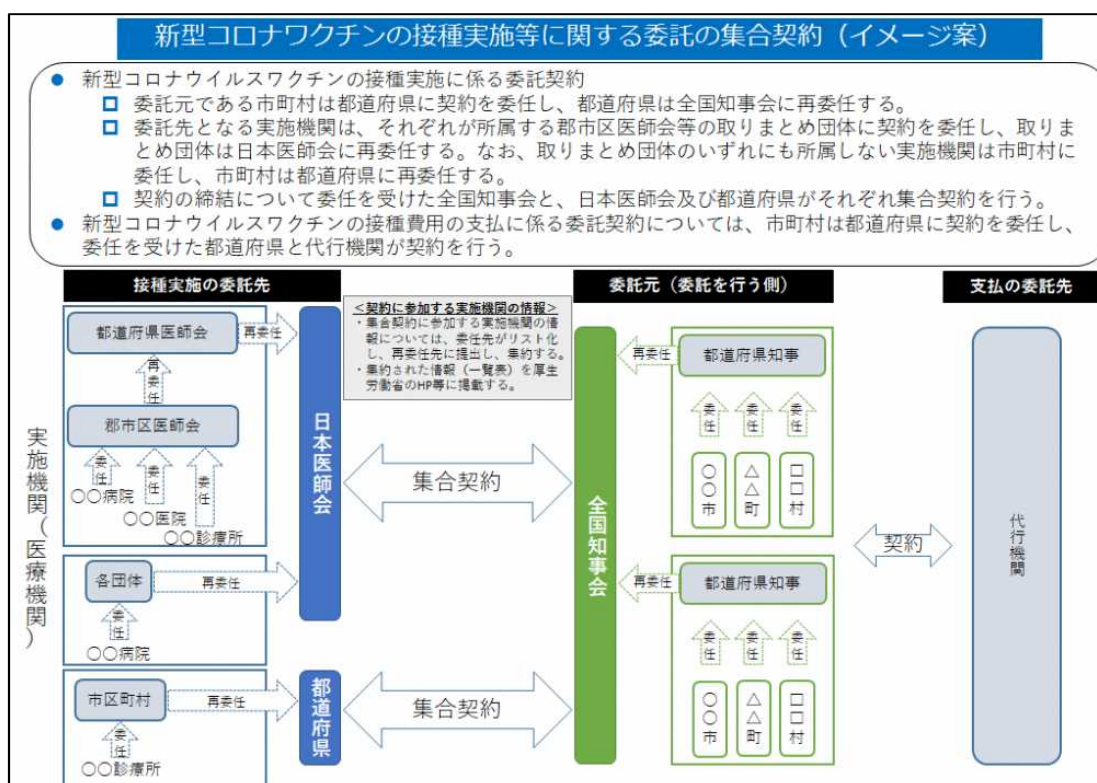 新型コロナワクチンの接種実施等に関する委託の集合契約（イメージ案）
● 新型コロナウイルスワクチンの接種実施に係る委託契約
□ 委託元である市町村は都道府県に契約を委任し、都道府県は全国知事会に再委任する。
□ 委託先となる実施機関は、それぞれが所属する郡市区医師会等の取りまとめ団体に契約を委任し、取りま
とめ団体は日本医師会に再委任する。なお、取りまとめ団体のいずれにも所属しない実施機関は市町村に
委任し、市町村は都道府県に再委任する。
□ 契約の締結について委任を受けた全国知事会と、日本医師会及び都道府県がそれぞれ集合契約を行う。
● 新型コロナウイルスワクチンの接種費用の支払に係る委託契約については、市町村は都道府県に契約を委任し、
委任を受けた都道府県と代行機関が契約を行う。
接種実施の委託先
委託元（委託を行う側）
支払の委託先
実施機関（医療機関）
都道府県医師会
再委任
再委任
郡市区医師会
委任
委任
委任
〇〇病院
〇〇医院
〇〇診療所
各団体
再委任
委任
〇〇病院
市区町村
再委任
委任
〇〇診療所
日本医師会
都道府県
＜契約に参加する実施機関の情報＞
・集合契約に参加する実施機関の情
報については、委任先がリスト化
し、再委任先に提出し、集約する。
・集約された情報（一覧表）を厚生
労働省のHP等に掲載する。
集合契約
集合契約
全国知事会
再委任
都道府県知事
委任
委任
委任
〇〇市
△△町
□□村
再委任
都道府県知事
委任
委任
委任
〇〇市
△△町
□□村
契約
代行機関